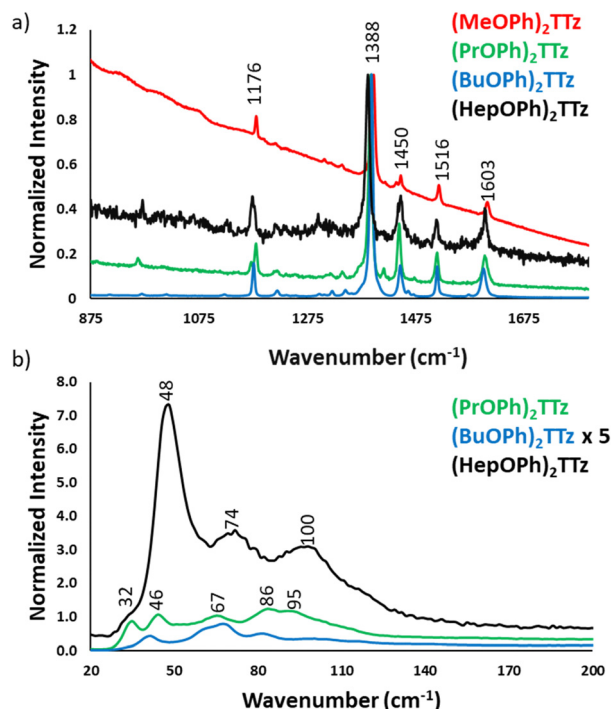 a)
1.2
1
0.8
0.6
0.4
0.2
0
Normalized Intensity
1176
1388
1450
1516
1603
(MeOPh)₂TTz
(PrOPh)₂TTz
(BuOPh)₂TTz
(HepOPh)₂TTz
875 1075 1275 1475 1675
Wavenumber (cm⁻¹)
b)
8.0
7.0
6.0
5.0
4.0
3.0
2.0
1.0
0.0
Normalized Intensity
48
74
100
32
46
67
86
95
(PrOPh)₂TTz
(BuOPh)₂TTz x 5
(HepOPh)₂TTz
20 50 80 110 140 170 200
Wavenumber (cm⁻¹)